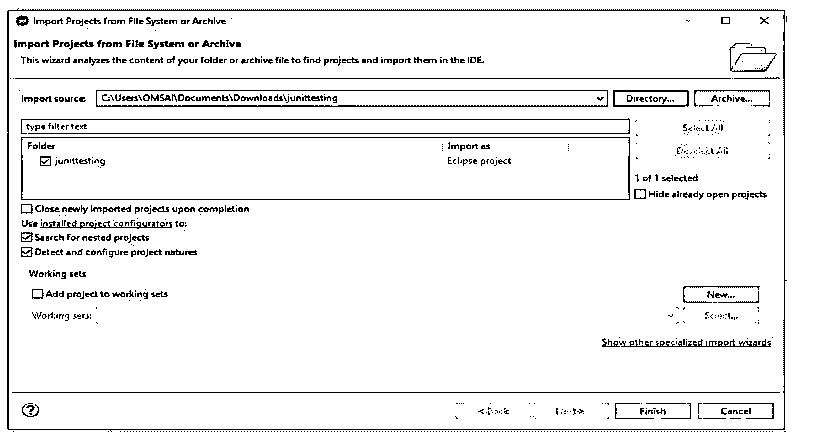 Import Projects from File System or Archive
Import Projects from File System or Archive
This wizard analyzes the content of your folder or archive file to find projects and import them in the IDE.
Import source: C:\Users\OMSAI\Documents\Downloads\junittesting Directory... Archive...
type filter text Select All
Folder Import as Deselect All
junittesting Eclipse project
1 of 1 selected
Hide already open projects
Close newly imported projects upon completion
Use installed project configurators to:
Search for nested projects
Detect and configure project natures
Working sets
Add project to working sets New...
Working sets: Select...
Show other specialized import wizards
< Back Next > Finish Cancel